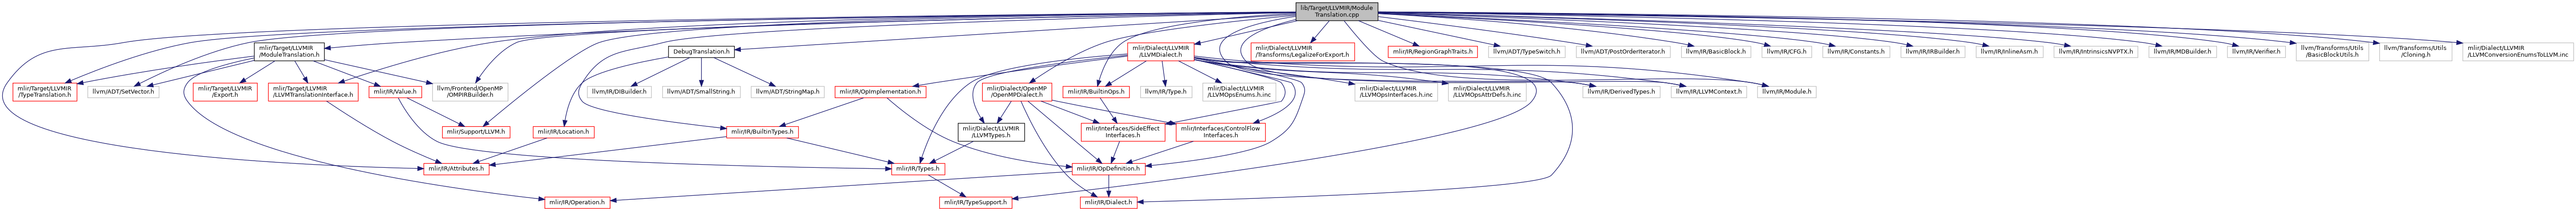 lib/Target/LLVMIR/Module
Translation.cpp
mlir/Target/LLVMIR
/ModuleTranslation.h
DebugTranslation.h
mlir/Dialect/LLVMIR
/LLVMDialect.h
mlir/Dialect/LLVMIR
/Transforms/LegalizeForExport.h
mlir/IR/RegionGraphTraits.h
llvm/ADT/TypeSwitch.h
llvm/ADT/PostOrderIterator.h
llvm/IR/BasicBlock.h
llvm/IR/CFG.h
llvm/IR/Constants.h
llvm/IR/IRBuilder.h
llvm/IR/InlineAsm.h
llvm/IR/IntrinsicsNVPTX.h
llvm/IR/MDBuilder.h
llvm/IR/Verifier.h
llvm/Transforms/Utils
/BasicBlockUtils.h
llvm/Transforms/Utils
/Cloning.h
mlir/Dialect/LLVMIR
/LLVMConversionEnumsToLLVM.inc
mlir/Target/LLVMIR
/TypeTranslation.h
llvm/ADT/SetVector.h
mlir/Target/LLVMIR
/Export.h
mlir/Target/LLVMIR
/LLVMTranslationInterface.h
mlir/IR/Value.h
llvm/Frontend/OpenMP
/OMPIRBuilder.h
llvm/IR/DIBuilder.h
llvm/ADT/SmallString.h
llvm/ADT/StringMap.h
mlir/IR/OpImplementation.h
mlir/Dialect/OpenMP
/OpenMPDialect.h
mlir/IR/BuiltinOps.h
llvm/IR/Type.h
mlir/Dialect/LLVMIR
/LLVMOpsEnums.h.inc
mlir/Dialect/LLVMIR
/LLVMOpsInterfaces.h.inc
mlir/Dialect/LLVMIR
/LLVMOpsAttrDefs.h.inc
llvm/IR/DerivedTypes.h
llvm/IR/LLVMContext.h
llvm/IR/Module.h
mlir/Support/LLVM.h
mlir/IR/Location.h
mlir/IR/BuiltinTypes.h
mlir/Dialect/LLVMIR
/LLVMTypes.h
mlir/Interfaces/SideEffect
Interfaces.h
mlir/Interfaces/ControlFlow
Interfaces.h
mlir/IR/Attributes.h
mlir/IR/Types.h
mlir/IR/OpDefinition.h
mlir/IR/Operation.h
mlir/IR/TypeSupport.h
mlir/IR/Dialect.h